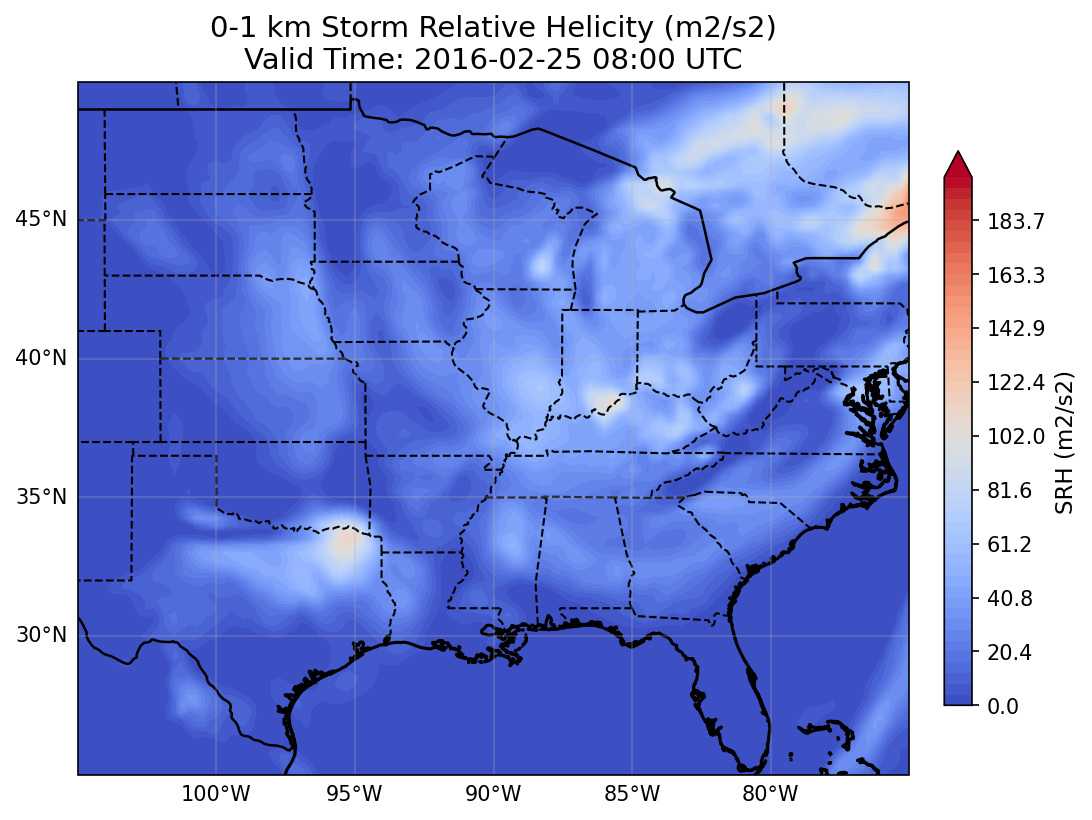 0-1 km Storm Relative Helicity (m2/s2)
Valid Time: 2016-02-25 08:00 UTC
45°N
40°N
35°N
30°N
100°W
95°W
90°W
85°W
80°W
183.7
163.3
142.9
122.4
102.0
81.6
61.2
40.8
20.4
0.0
SRH (m2/s2)